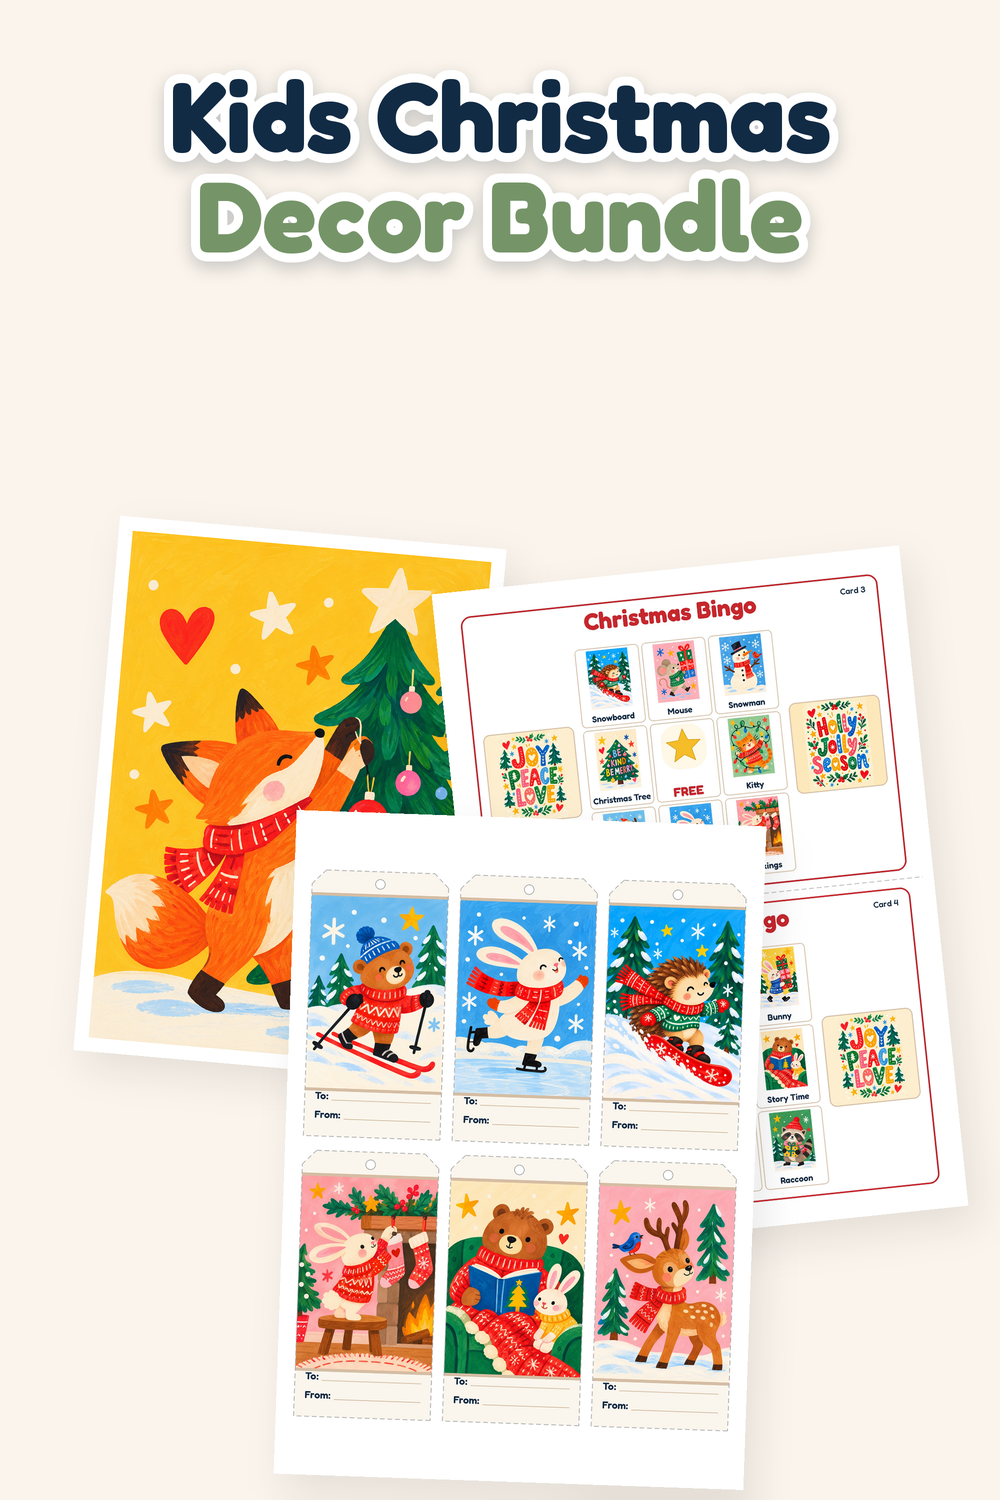 Kids Christmas
Decor Bundle
Card 3
Christmas Bingo
Snowboard
Mouse
Snowman
JOY
PEACE
LOVE
BE
KIND
BE MERRY
Christmas Tree
FREE
Kitty
Holly
Jolly
Season
kings
Card 4
go
Bunny
Story Time
JOY
PEACE
LOVE
Raccoon
To:
From:
To:
From:
To:
From:
To:
From:
To:
From:
To:
From: